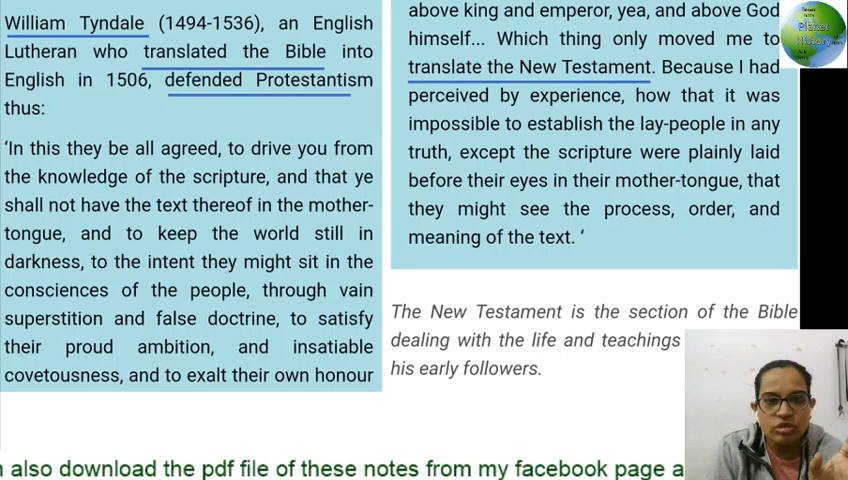 William Tyndale (1494-1536), an English
Lutheran who translated the Bible into
English in 1506, defended Protestantism
thus:
‘In this they be all agreed, to drive you from
the knowledge of the scripture, and that ye
shall not have the text thereof in the mother-
tongue, and to keep the world still in
darkness, to the intent they might sit in the
consciences of the people, through vain
superstition and false doctrine, to satisfy
their proud ambition, and insatiable
covetousness, and to exalt their own honour
above king and emperor, yea, and above God
himself... Which thing only moved me to
translate the New Testament. Because I had
perceived by experience, how that it was
impossible to establish the lay-people in any
truth, except the scripture were plainly laid
before their eyes in their mother-tongue, that
they might see the process, order, and
meaning of the text. ‘
The New Testament is the section of the Bible
dealing with the life and teachings
his early followers.
also download the pdf file of these notes from my facebook page a
Planet
History